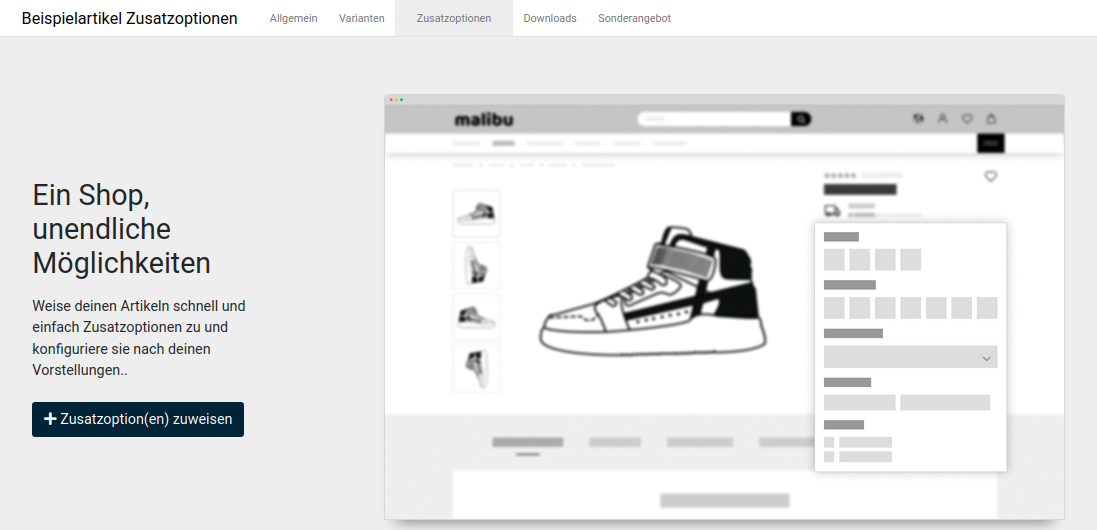 Beispielartikel Zusatzoptionen
Allgemein
Varianten
Zusatzoptionen
Downloads
Sonderangebot
malibu
Ein Shop,
unendliche
Möglichkeiten
Weise deinen Artikeln schnell und
einfach Zusatzoptionen zu und
konfiguriere sie nach deinen
Vorstellungen..
Zusatzoption(en) zuweisen